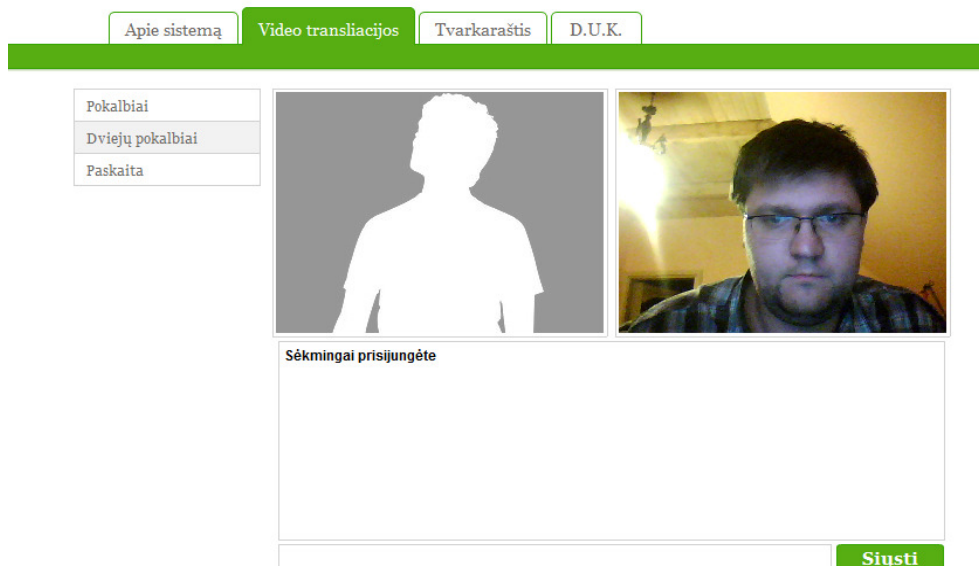 Apie sistemą
Video transliacijos
Tvarkaraštis
D.U.K.
Pokalbiai
Dviejų pokalbiai
Paskaita
Sėkmingai prisijungėte
Siųsti